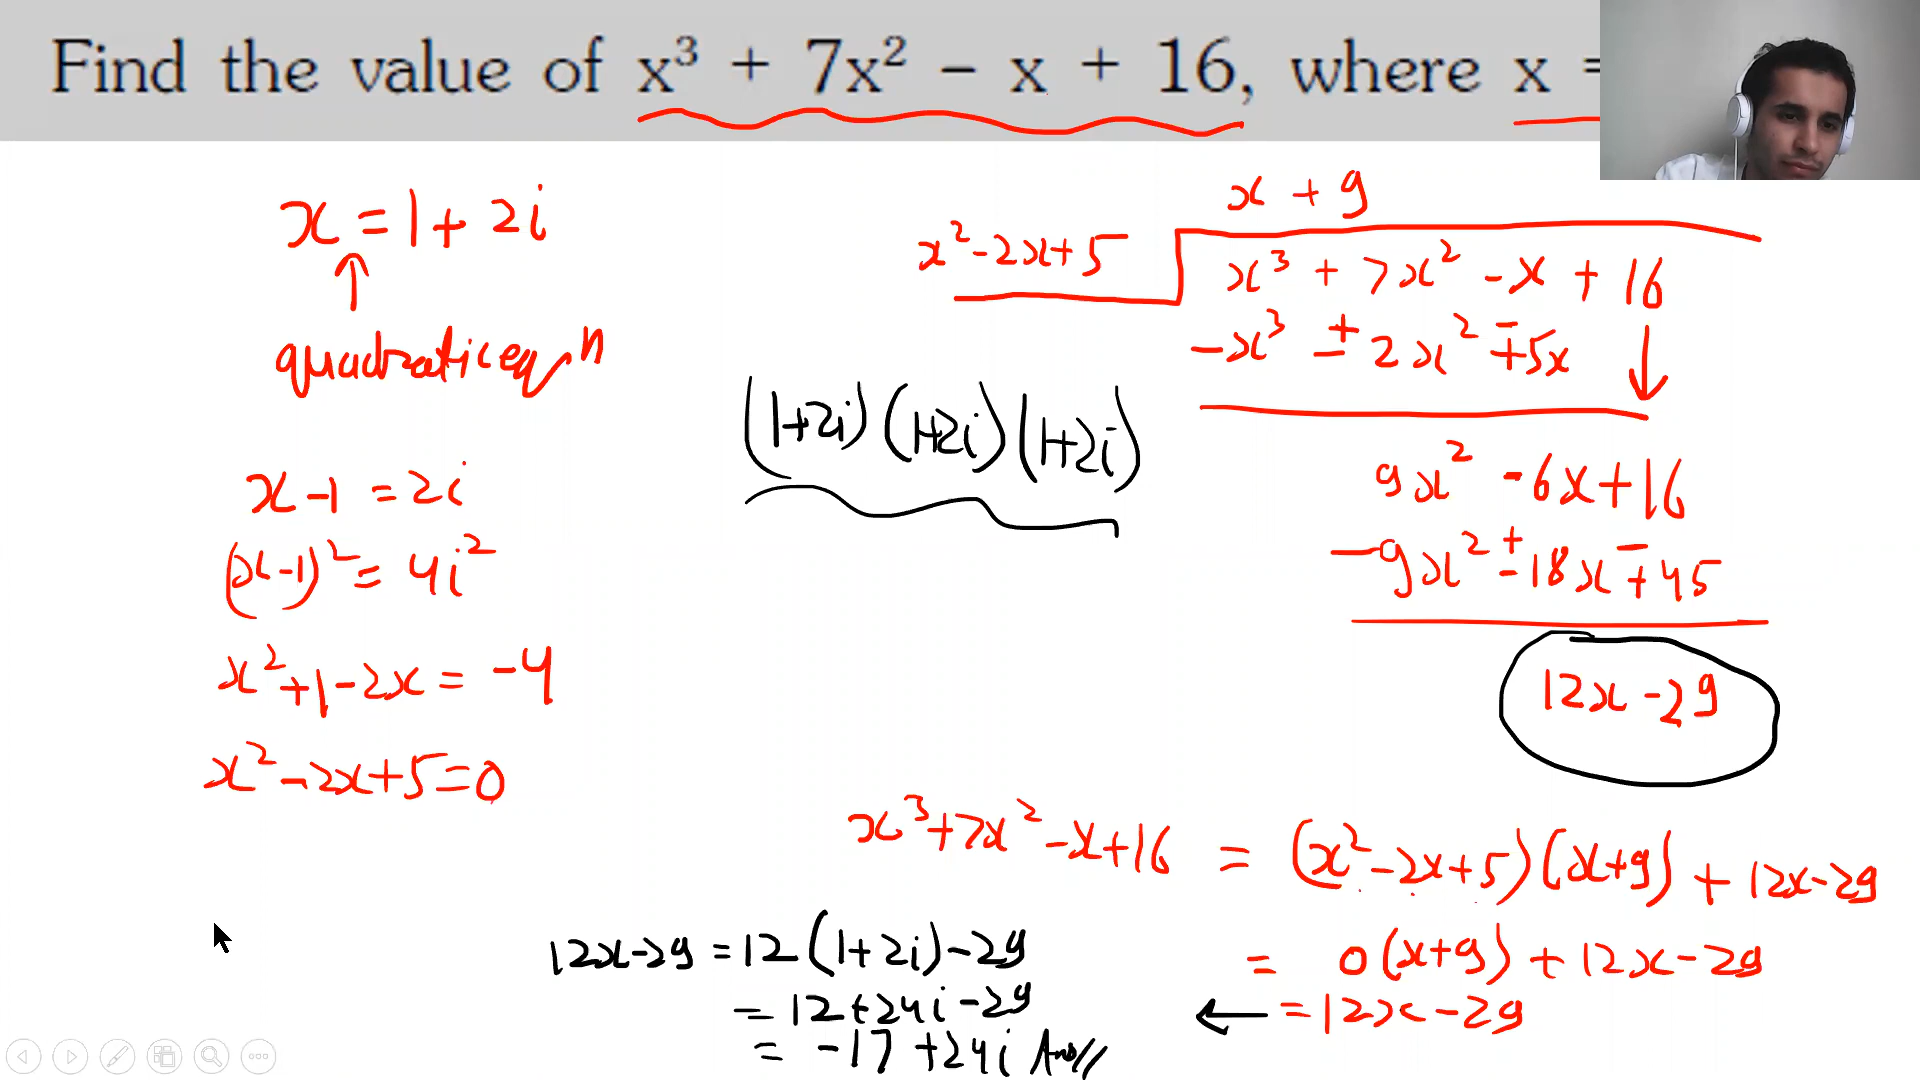 Find the value of x³ + 7x² - x + 16, where x =
x = 1 + 2i
quadratic eqn
x - 1 = 2i
(x-1)² = 4i²
x² + 1 - 2x = -4
x² - 2x + 5 = 0
(1+2i)(1+2i)(1+2i)
x + 9
x² - 2x + 5
x³ + 7x² - x + 16
-x³ ± 2x² ∓ 5x
9x² - 6x + 16
-9x² ± 18x ∓ 45
12x - 29
x³ + 7x² - x + 16 = (x² - 2x + 5)(x+9) + 12x - 29
= 0(x+9) + 12x - 29
= 12x - 29
12x - 29 = 12(1+2i) - 29
= 12 + 24i - 29
= -17 + 24i Ans//